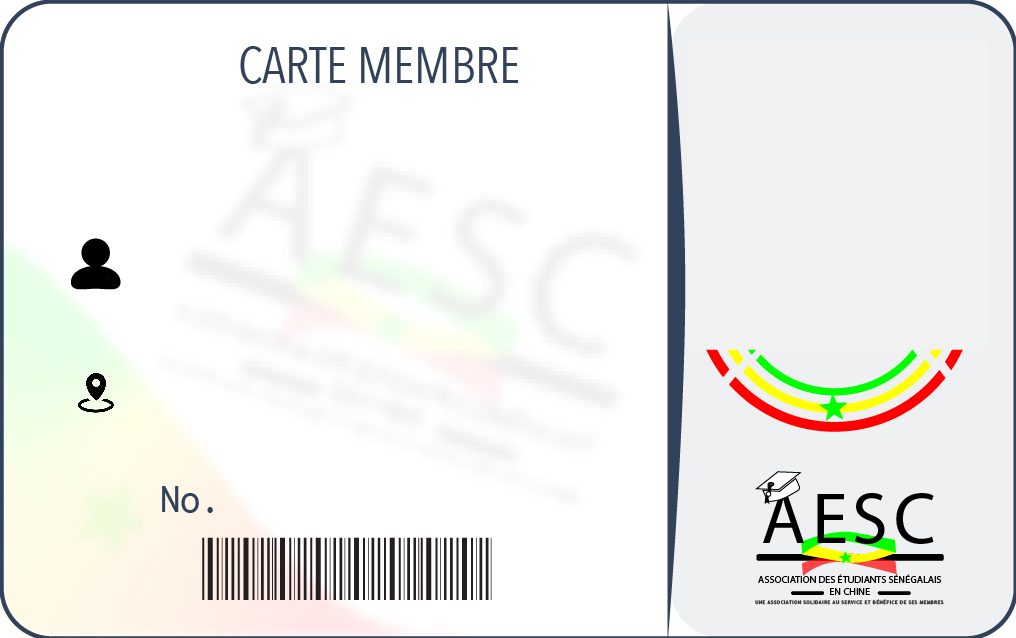 CARTE MEMBRE
AESC
No.
AESC
ASSOCIATION DES ÉTUDIANTS SÉNÉGALAIS
EN CHINE
UNE ASSOCIATION SOLIDAIRE AU SERVICE ET BÉNÉFICE DE SES MEMBRES